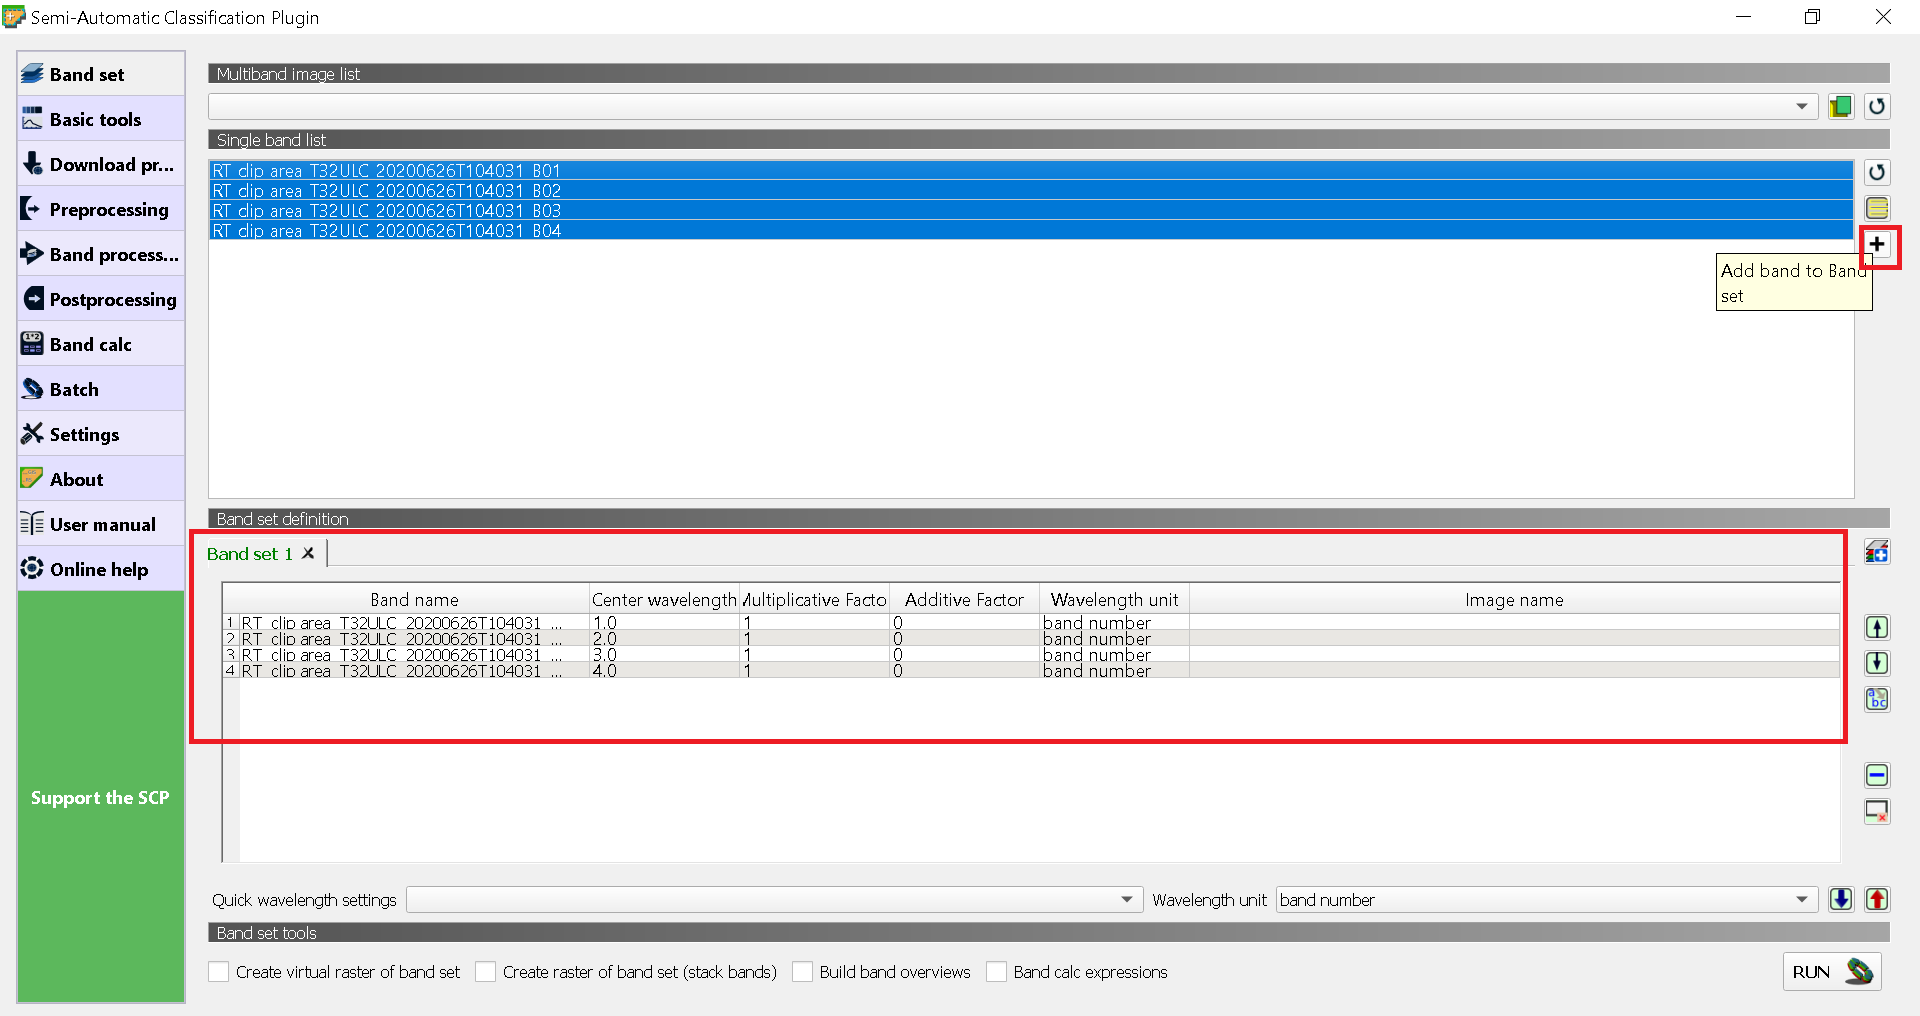 Semi-Automatic Classification Plugin
Band set
Basic tools
Download pr...
Preprocessing
Band process...
Postprocessing
Band calc
Batch
Settings
About
User manual
Online help
Support the SCP
Multiband image list
Single band list
RT_clip_area_T32ULC_20200626T104031_B01
RT_clip_area_T32ULC_20200626T104031_B02
RT_clip_area_T32ULC_20200626T104031_B03
RT_clip_area_T32ULC_20200626T104031_B04
Add band to Band
set
Band set definition
Band set 1
Band name Center wavelength Multiplicative Facto Additive Factor Wavelength unit Image name
1 RT_clip_area_T32ULC_20200626T104031_... 1.0 1 0 band number
2 RT_clip_area_T32ULC_20200626T104031_... 2.0 1 0 band number
3 RT_clip_area_T32ULC_20200626T104031_... 3.0 1 0 band number
4 RT_clip_area_T32ULC_20200626T104031_... 4.0 1 0 band number
Quick wavelength settings Wavelength unit band number
Band set tools
Create virtual raster of band set Create raster of band set (stack bands) Build band overviews Band calc expressions RUN